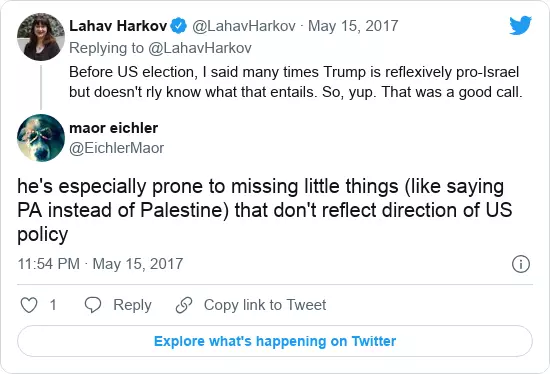 Lahav Harkov @LahavHarkov · May 15, 2017
Replying to @LahavHarkov
Before US election, I said many times Trump is reflexively pro-Israel
but doesn't rly know what that entails. So, yup. That was a good call.
maor eichler
@EichlerMaor
he's especially prone to missing little things (like saying
PA instead of Palestine) that don't reflect direction of US
policy
11:54 PM · May 15, 2017
1 Reply Copy link to Tweet
Explore what's happening on Twitter